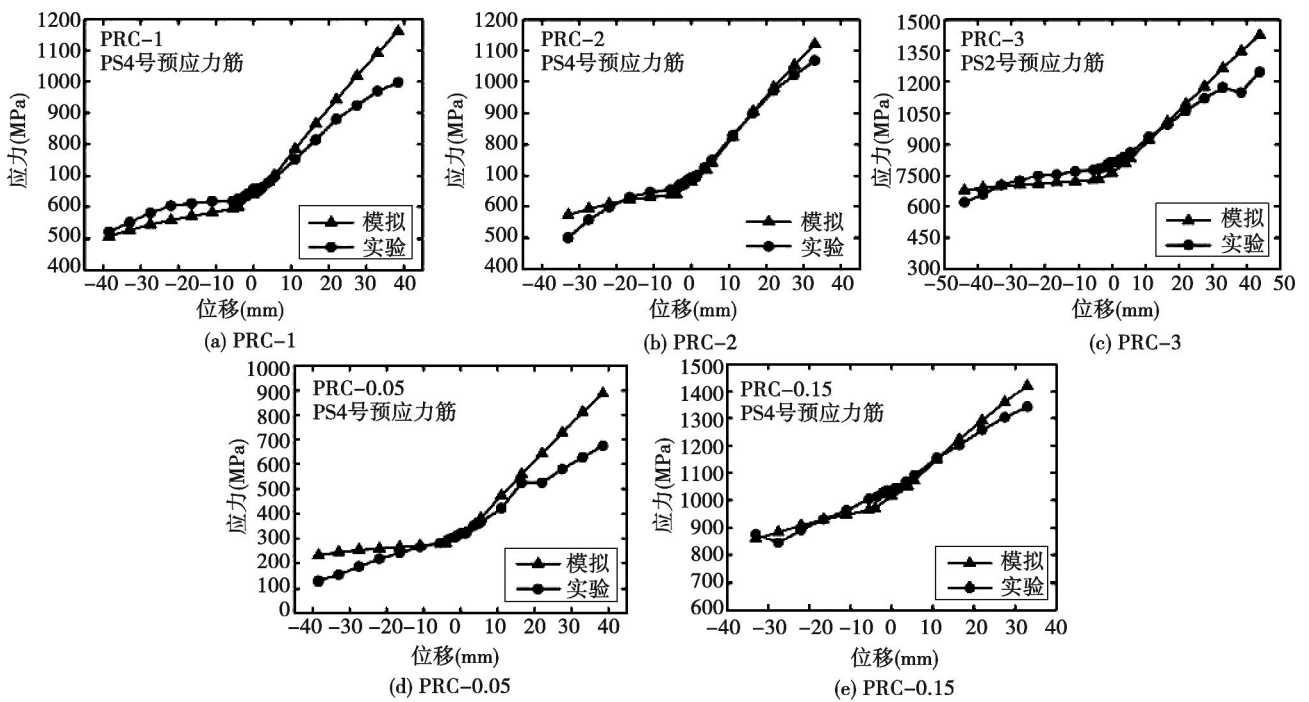 1200
1100
1000
900
800
100
600
500
400
应力(MPa)
PRC-1
PS4号预应力筋
模拟
实验
-40 -30 -20 -10 0 10 20 30 40
位移(mm)
(a) PRC-1
1200
1100
1000
900
800
100
600
500
400
应力(MPa)
PRC-2
PS4号预应力筋
模拟
实验
-40 -30 -20 -10 0 10 20 30 40
位移(mm)
(b) PRC-2
1500
1350
1200
1050
900
7500
600
450
300
应力(MPa)
PRC-3
PS2号预应力筋
模拟
实验
-50 -40 -30 -20 -10 0 10 20 30 40 50
位移(mm)
(c) PRC-3
1000
900
800
700
600
500
400
300
200
100
0
应力(MPa)
PRC-0.05
PS4号预应力筋
模拟
实验
-40 -30 -20-10 0 10 20 30 40
位移(mm)
(d) PRC-0.05
1500
1400
1300
1200
1100
1000
900
800
700
600
应力(MPa)
PRC-0.15
PS4号预应力筋
模拟
实验
-40 -30 -20 -10 0 10 20 30 40
位移(mm)
(e) PRC-0.15